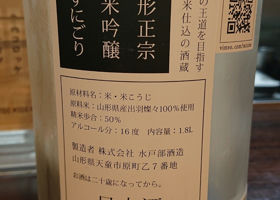 の王道を目指す
米仕込の酒蔵
形正宗
米吟醸
すにごり
vimeo.com/
原材料名：米・米こうじ
原料米：山形県産出羽燦々100％使用
精米歩合：50％
アルコール分：16度 内容量：1.8L
製造者 株式会社 水戸部酒造
山形県天童市原町乙7番地
お酒は二十歳になってから。
日本酒